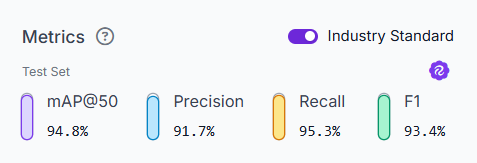 Metrics ?
Industry Standard
Test Set
mAP@50 Precision Recall F1
94.8% 91.7% 95.3% 93.4%